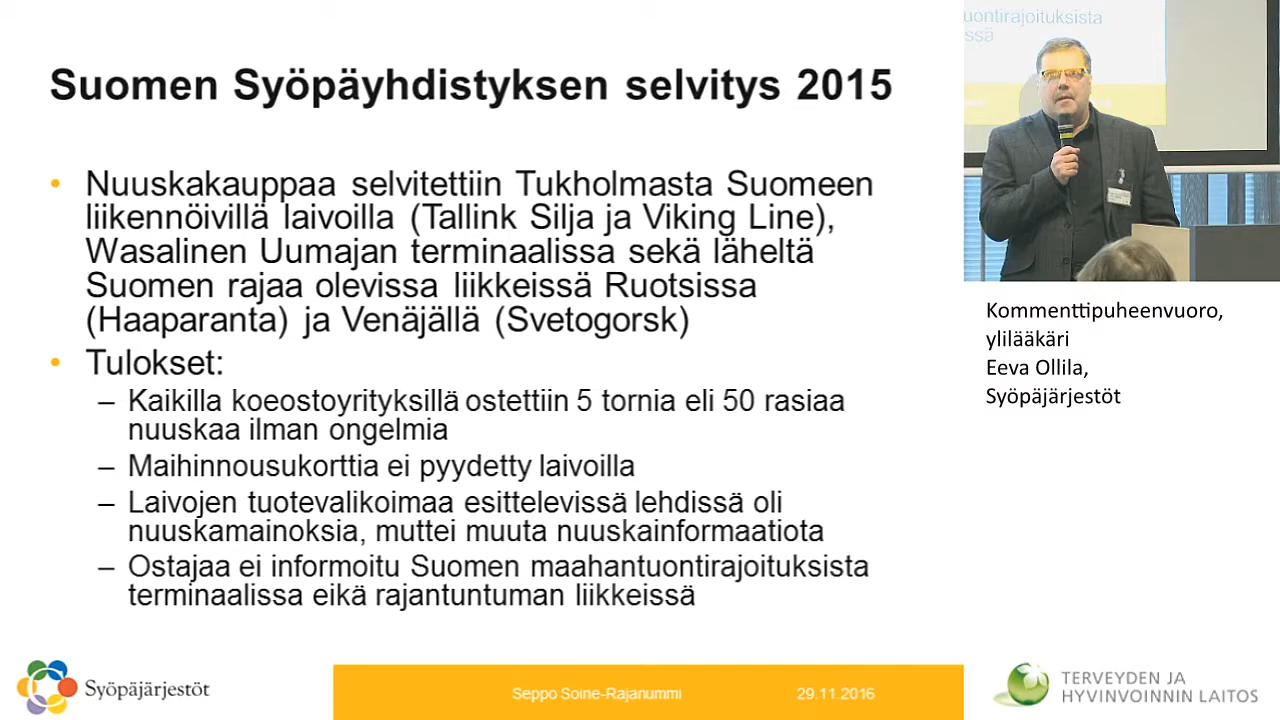 Suomen Syöpäyhdistyksen selvitys 2015
• Nuuskakauppaa selvitettiin Tukholmasta Suomeen
liikennöivillä laivoilla (Tallink Silja ja Viking Line),
Wasalinen Uumajan terminaalissa sekä läheltä
Suomen rajaa olevissa liikkeissä Ruotsissa
(Haaparanta) ja Venäjällä (Svetogorsk)
• Tulokset:
– Kaikilla koeostoyrityksillä ostettiin 5 tornia eli 50 rasiaa
nuuskaa ilman ongelmia
– Maihinnousukorttia ei pyydetty laivoilla
– Laivojen tuotevalikoimaa esittelevissä lehdissä oli
nuuskamainoksia, muttei muuta nuuskainformaatiota
– Ostajaa ei informoitu Suomen maahantuontirajoituksista
terminaalissa eikä rajantuntuman liikkeissä
uontirajoituksista
ssä
Kommenttipuheenvuoro,
ylilääkäri
Eeva Ollila,
Syöpäjärjestöt
Syöpäjärjestöt
Seppo Soine-Rajanummi 29.11.2016
TERVEYDEN JA
HYVINVOINNIN LAITOS